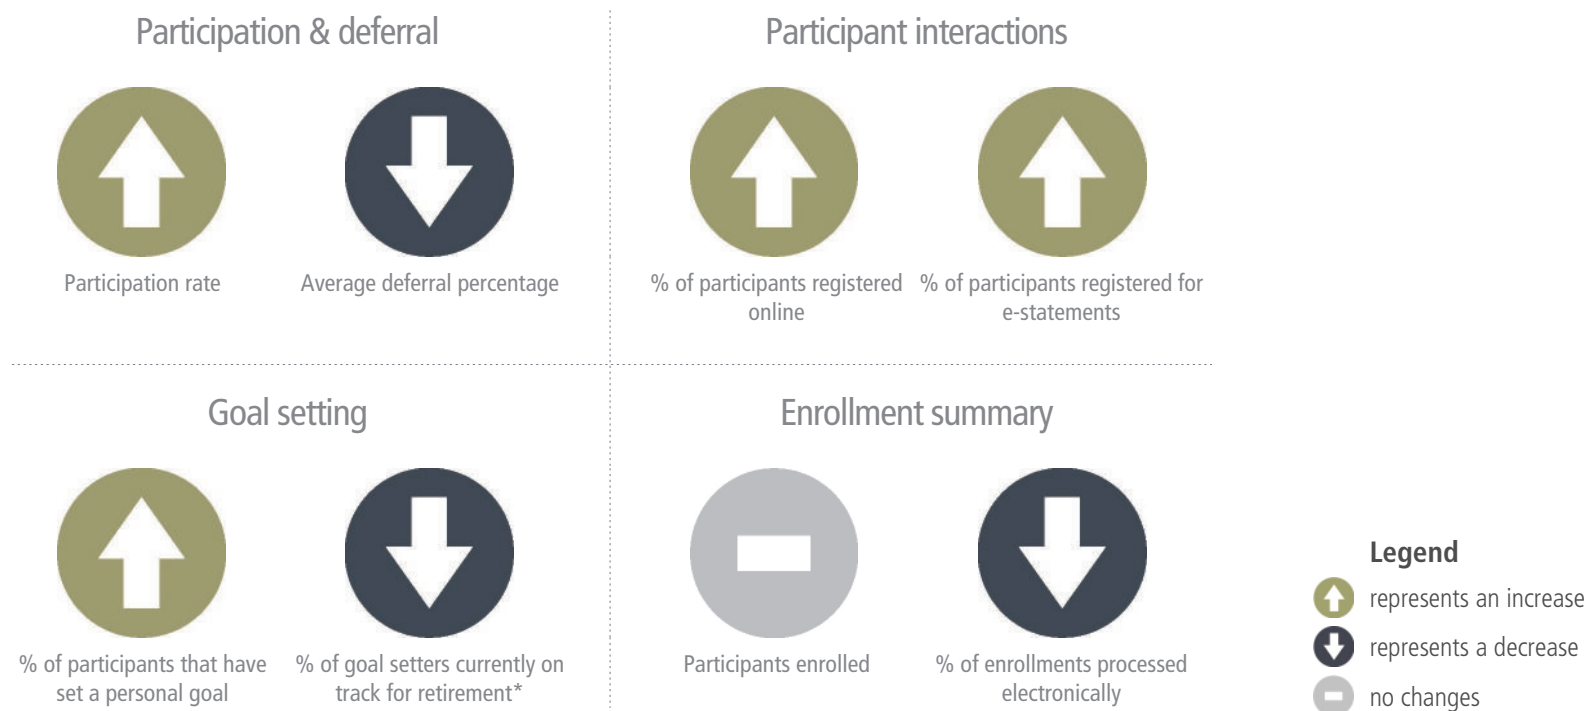 Participation & deferral
Participation rate
Average deferral percentage
Participant interactions
% of participants registered
online
% of participants registered for
e-statements
Goal setting
% of participants that have
set a personal goal
% of goal setters currently on
track for retirement*
Enrollment summary
Participants enrolled
% of enrollments processed
electronically
Legend
represents an increase
represents a decrease
no changes